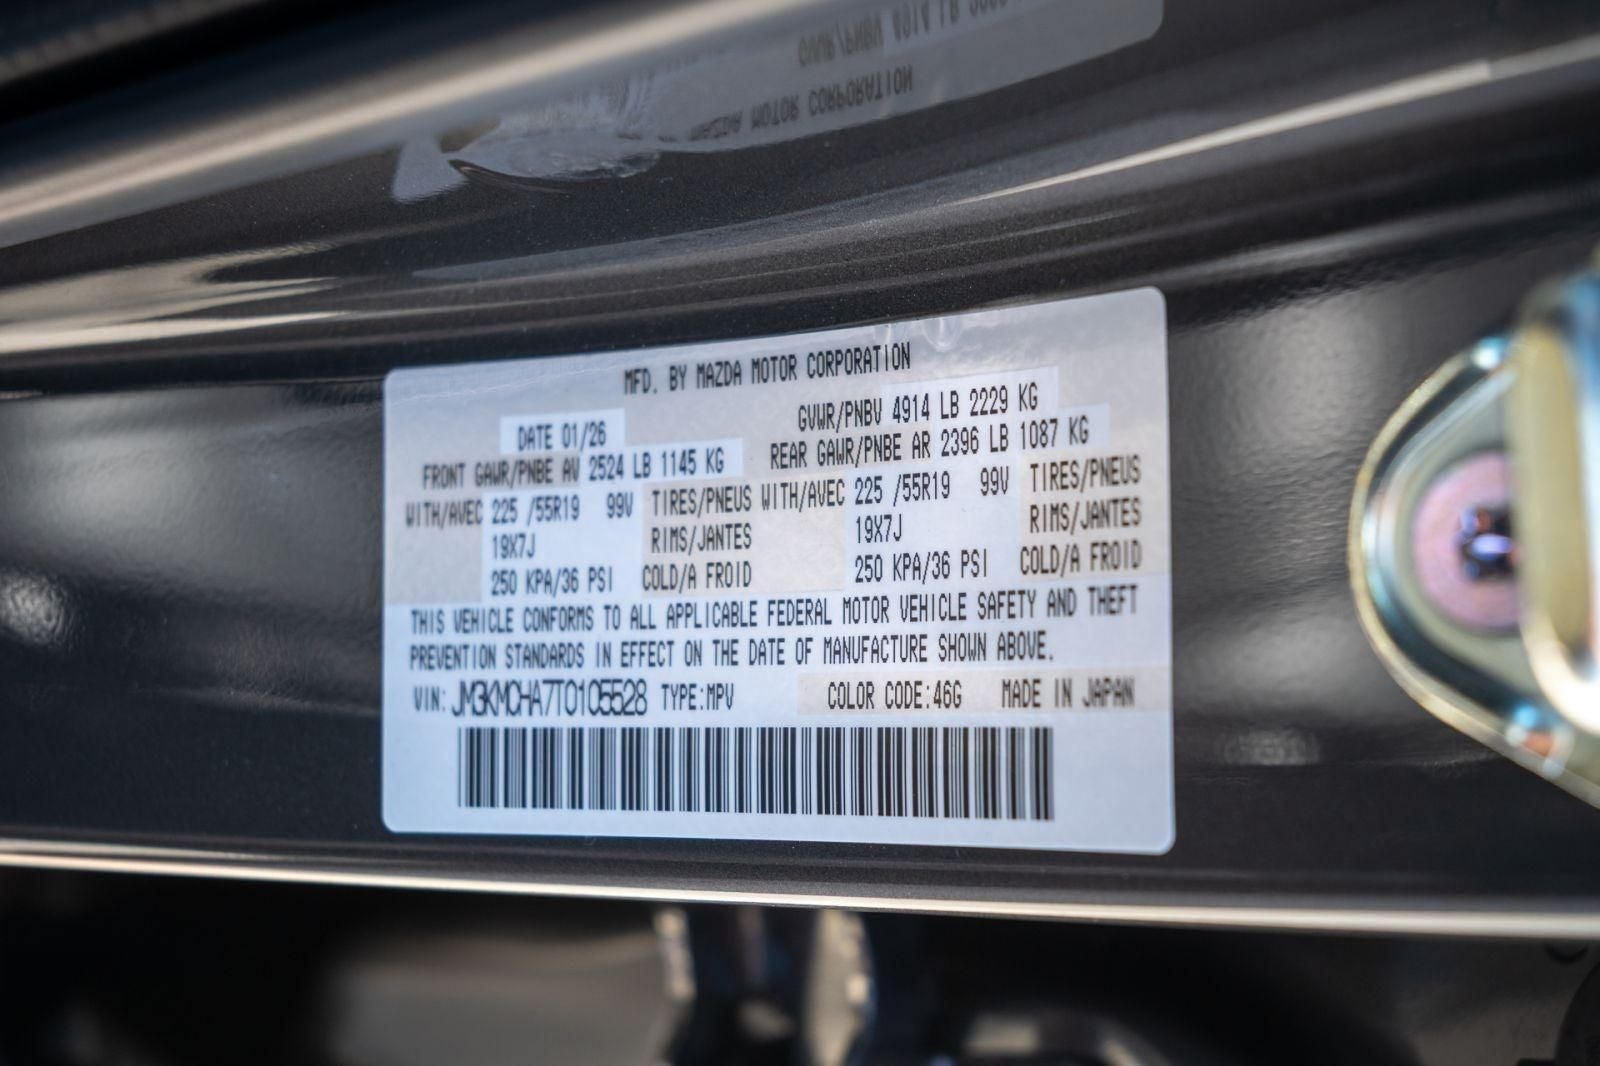 MFD. BY MAZDA MOTOR CORPORATION
DATE 01/26 GVWR/PNBV 4914 LB 2229 KG
FRONT GAWR/PNBE AV 2524 LB 1145 KG REAR GAWR/PNBE AR 2396 LB 1087 KG
WITH/AVEC 225 /55R19 99V TIRES/PNEUS WITH/AVEC 225 /55R19 99V TIRES/PNEUS
19X7J RIMS/JANTES 19X7J RIMS/JANTES
250 KPA/36 PSI COLD/A FROID 250 KPA/36 PSI COLD/A FROID
THIS VEHICLE CONFORMS TO ALL APPLICABLE FEDERAL MOTOR VEHICLE SAFETY AND THEFT
PREVENTION STANDARDS IN EFFECT ON THE DATE OF MANUFACTURE SHOWN ABOVE.
VIN: JM3KMCHA7T0105528 TYPE:MPV COLOR CODE:46G MADE IN JAPAN